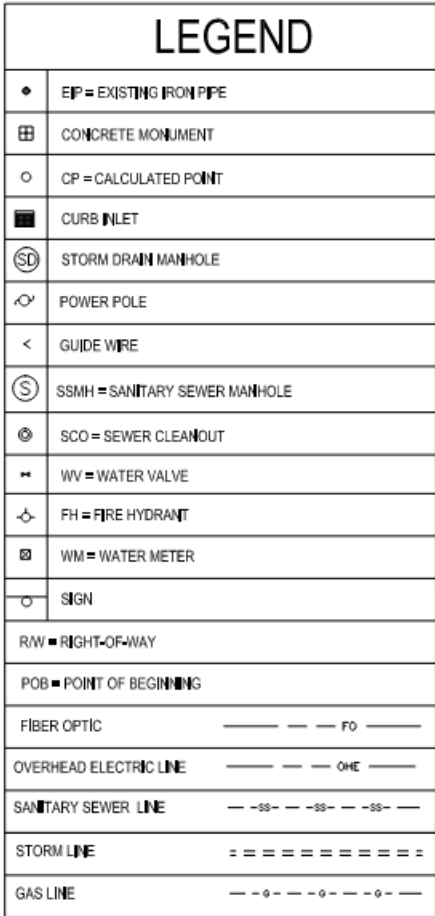 LEGEND
EIP = EXISTING IRON PIPE
CONCRETE MONUMENT
CP = CALCULATED POINT
CURB INLET
SD STORM DRAIN MANHOLE
POWER POLE
GUIDE WIRE
S SSMH = SANITARY SEWER MANHOLE
SCO = SEWER CLEANOUT
WV = WATER VALVE
FH = FIRE HYDRANT
WM = WATER METER
SIGN
R/W = RIGHT-OF-WAY
POB = POINT OF BEGINNING
FIBER OPTIC FO
OVERHEAD ELECTRIC LINE OHE
SANITARY SEWER LINE -SS- -SS- -SS-
STORM LINE
GAS LINE -G- -G- -G-